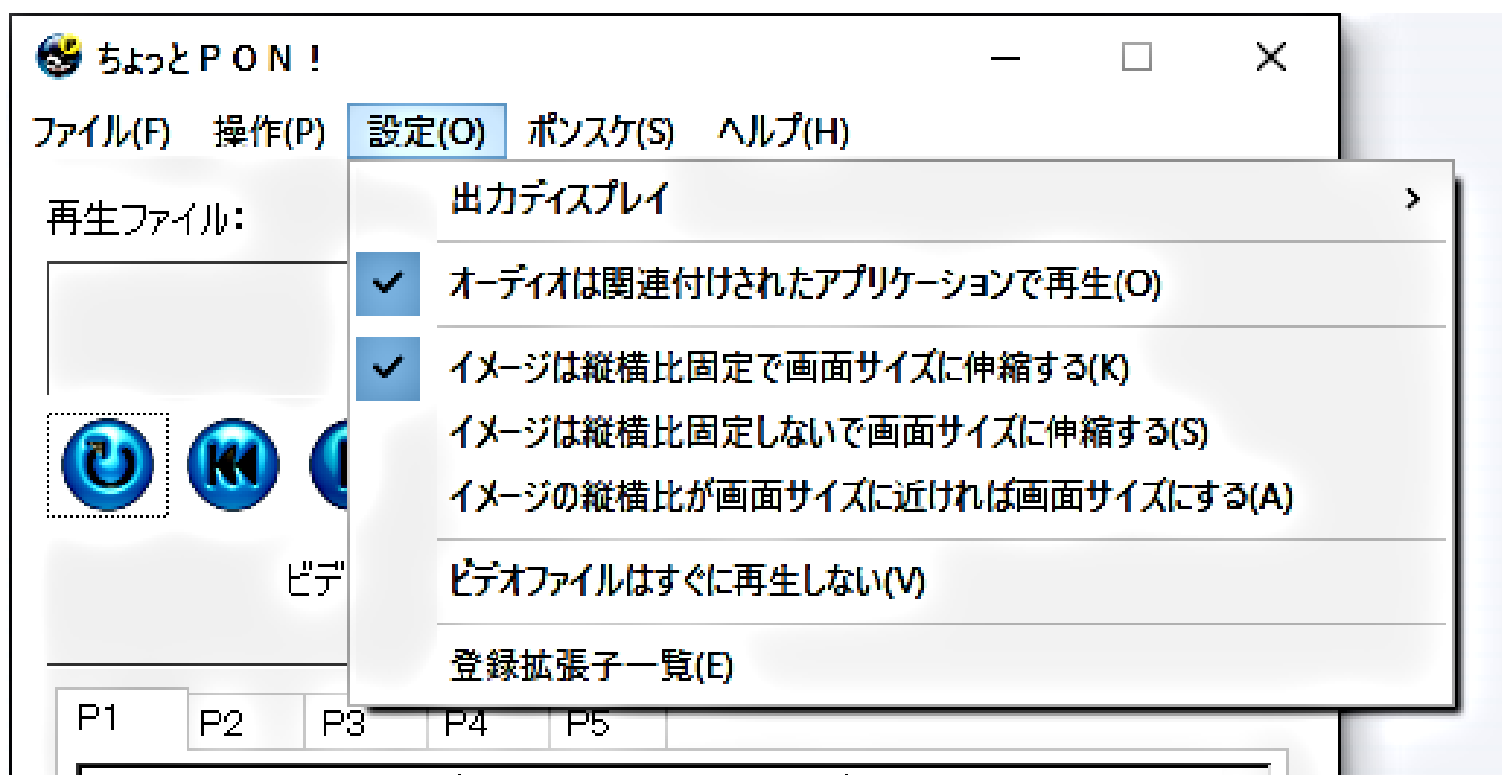 ちょっとＰＯＮ！
ファイル(F) 操作(P) 設定(O) ポンスケ(S) ヘルプ(H)
再生ファイル:
出力ディスプレイ
オーディオは関連付けされたアプリケーションで再生(O)
イメージは縦横比固定で画面サイズに伸縮する(K)
イメージは縦横比固定しないで画面サイズに伸縮する(S)
イメージの縦横比が画面サイズに近ければ画面サイズにする(A)
ビデ
ビデオファイルはすぐに再生しない(V)
登録拡張子一覧(E)
P1 P2 P3 P4 P5